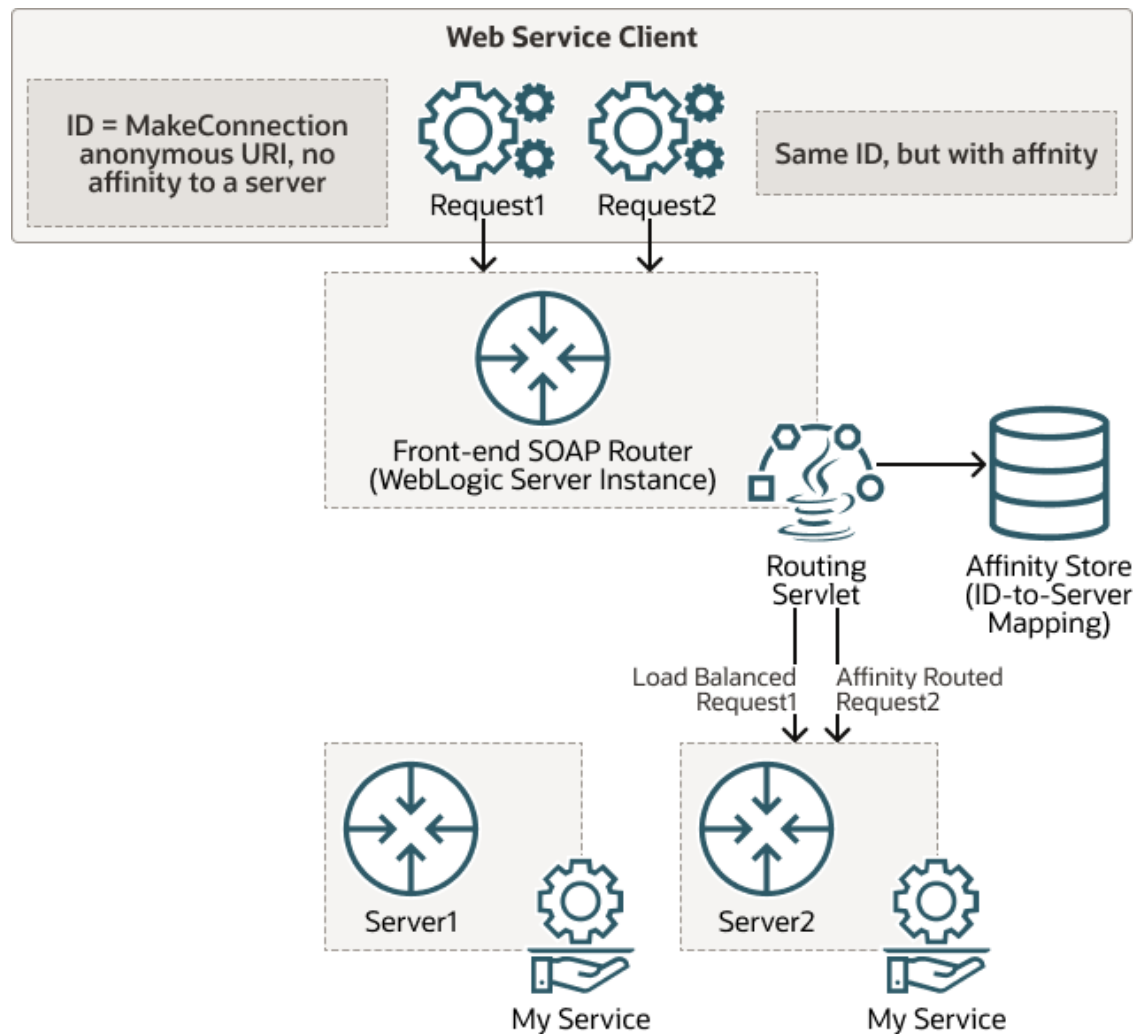 Web Service Client
ID = MakeConnection
anonymous URI, no
affinity to a server
Same ID, but with affnity
Request1
Request2
Front-end SOAP Router
(WebLogic Server Instance)
Routing
Servlet
Affinity Store
(ID-to-Server
Mapping)
Load Balanced
Request1
Affinity Routed
Request2
Server1
My Service
Server2
My Service